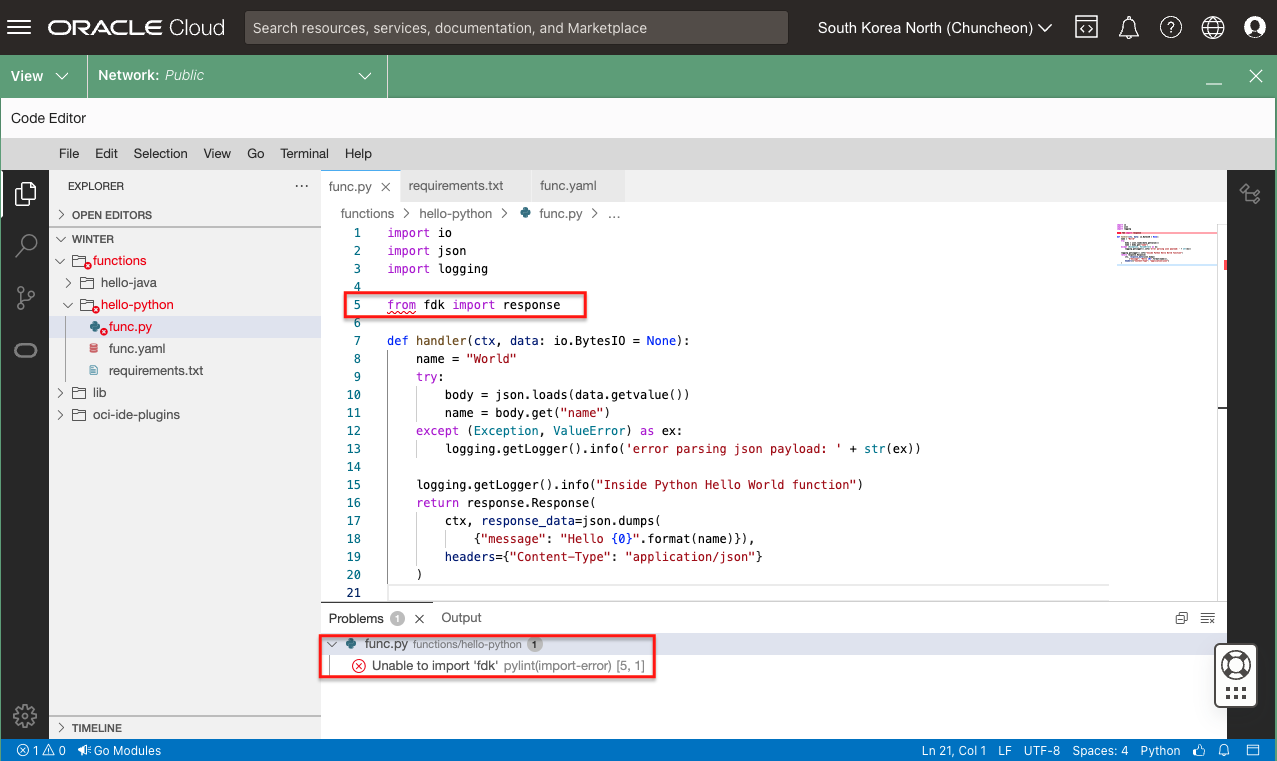 ORACLE Cloud
Search resources, services, documentation, and Marketplace
South Korea North (Chuncheon)
View
Network: Public
Code Editor
File Edit Selection View Go Terminal Help
EXPLORER
OPEN EDITORS
WINTER
functions
hello-java
hello-python
func.py
func.yaml
requirements.txt
lib
oci-ide-plugins
TIMELINE
func.py requirements.txt func.yaml
functions > hello-python > func.py > ...
1 import io
2 import json
3 import logging
4
5 from fdk import response
6
7 def handler(ctx, data: io.BytesIO = None):
8 name = "World"
9 try:
10 body = json.loads(data.getvalue())
11 name = body.get("name")
12 except (Exception, ValueError) as ex:
13 logging.getLogger().info('error parsing json payload: ' + str(ex))
14
15 logging.getLogger().info("Inside Python Hello World function")
16 return response.Response(
17 ctx, response_data=json.dumps(
18 {"message": "Hello {0}".format(name)}),
19 headers={"Content-Type": "application/json"}
20 )
21
Problems 1 Output
func.py functions/hello-python 1
Unable to import 'fdk' pylint(import-error) [5, 1]
1 0 Go Modules
Ln 21, Col 1 LF UTF-8 Spaces: 4 Python